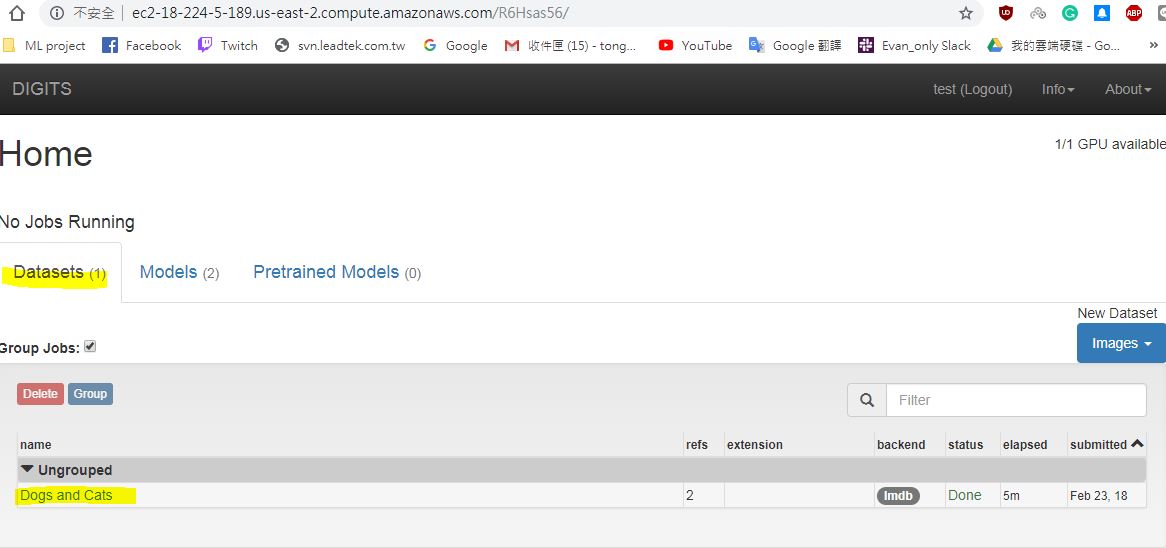 不安全 | ec2-18-224-5-189.us-east-2.compute.amazonaws.com/R6Hsas56/
ML project Facebook Twitch svn.leadtek.com.tw Google 收件匣 (15) - tong... YouTube Google 翻譯 Evan_only Slack 我的雲端硬碟 - Go... »
DIGITS test (Logout) Info About
Home 1/1 GPU available
No Jobs Running
Datasets (1) Models (2) Pretrained Models (0)
New Dataset
Group Jobs: Images
Delete Group Filter
name refs extension backend status elapsed submitted
Ungrouped
Dogs and Cats 2 lmdb Done 5m Feb 23, 18